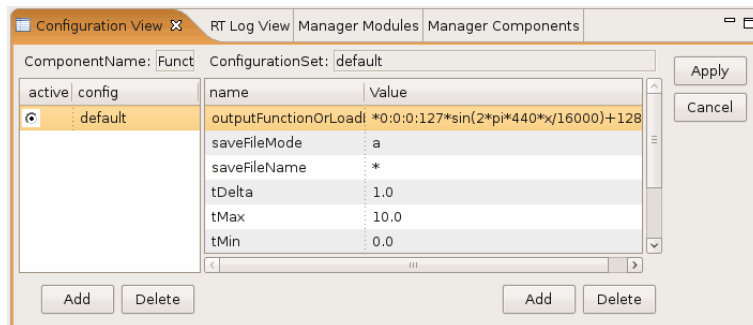 Configuration View RT Log View Manager Modules Manager Components
ComponentName: Funct ConfigurationSet: default
Apply
active config name Value
Cancel
default outputFunctionOrLoadF *0:0:0:127*sin(2*pi*440*x/16000)+128
saveFileMode a
saveFileName *
tDelta 1.0
tMax 10.0
tMin 0.0
Add Delete Add Delete